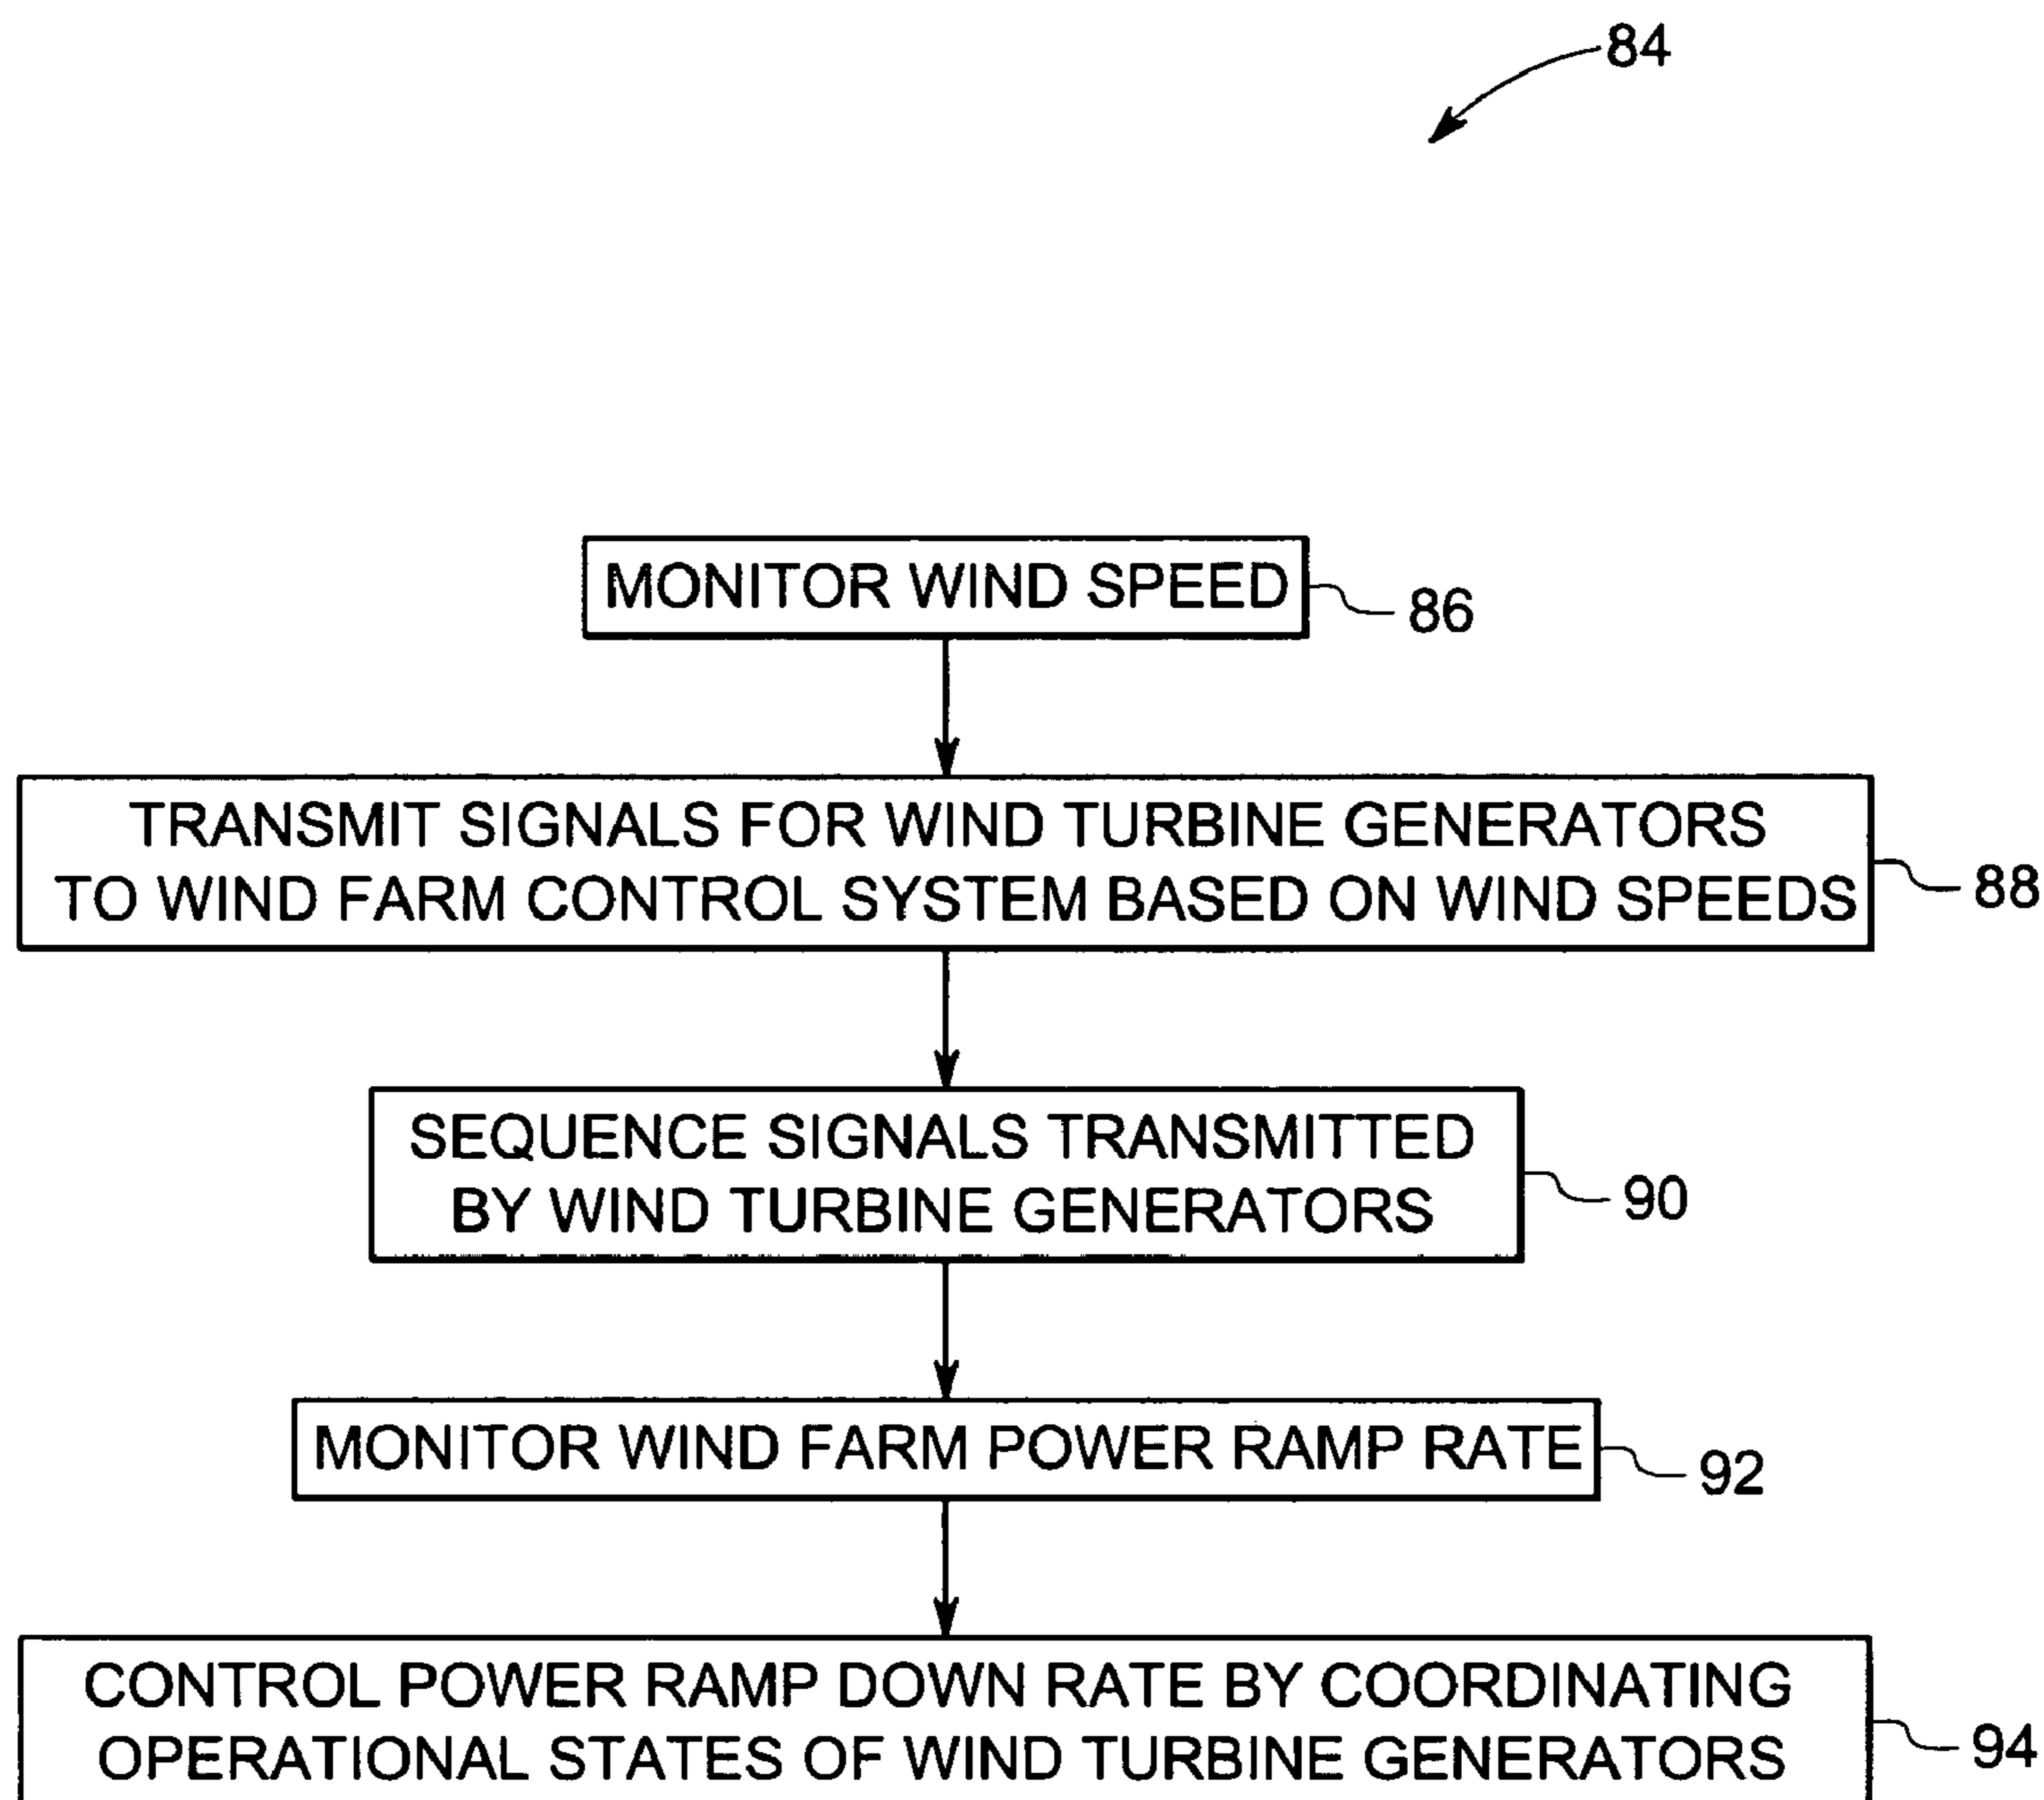 84
MONITOR WIND SPEED
86
TRANSMIT SIGNALS FOR WIND TURBINE GENERATORS
TO WIND FARM CONTROL SYSTEM BASED ON WIND SPEEDS
88
SEQUENCE SIGNALS TRANSMITTED
BY WIND TURBINE GENERATORS
90
MONITOR WIND FARM POWER RAMP RATE
92
CONTROL POWER RAMP DOWN RATE BY COORDINATING
OPERATIONAL STATES OF WIND TURBINE GENERATORS
94